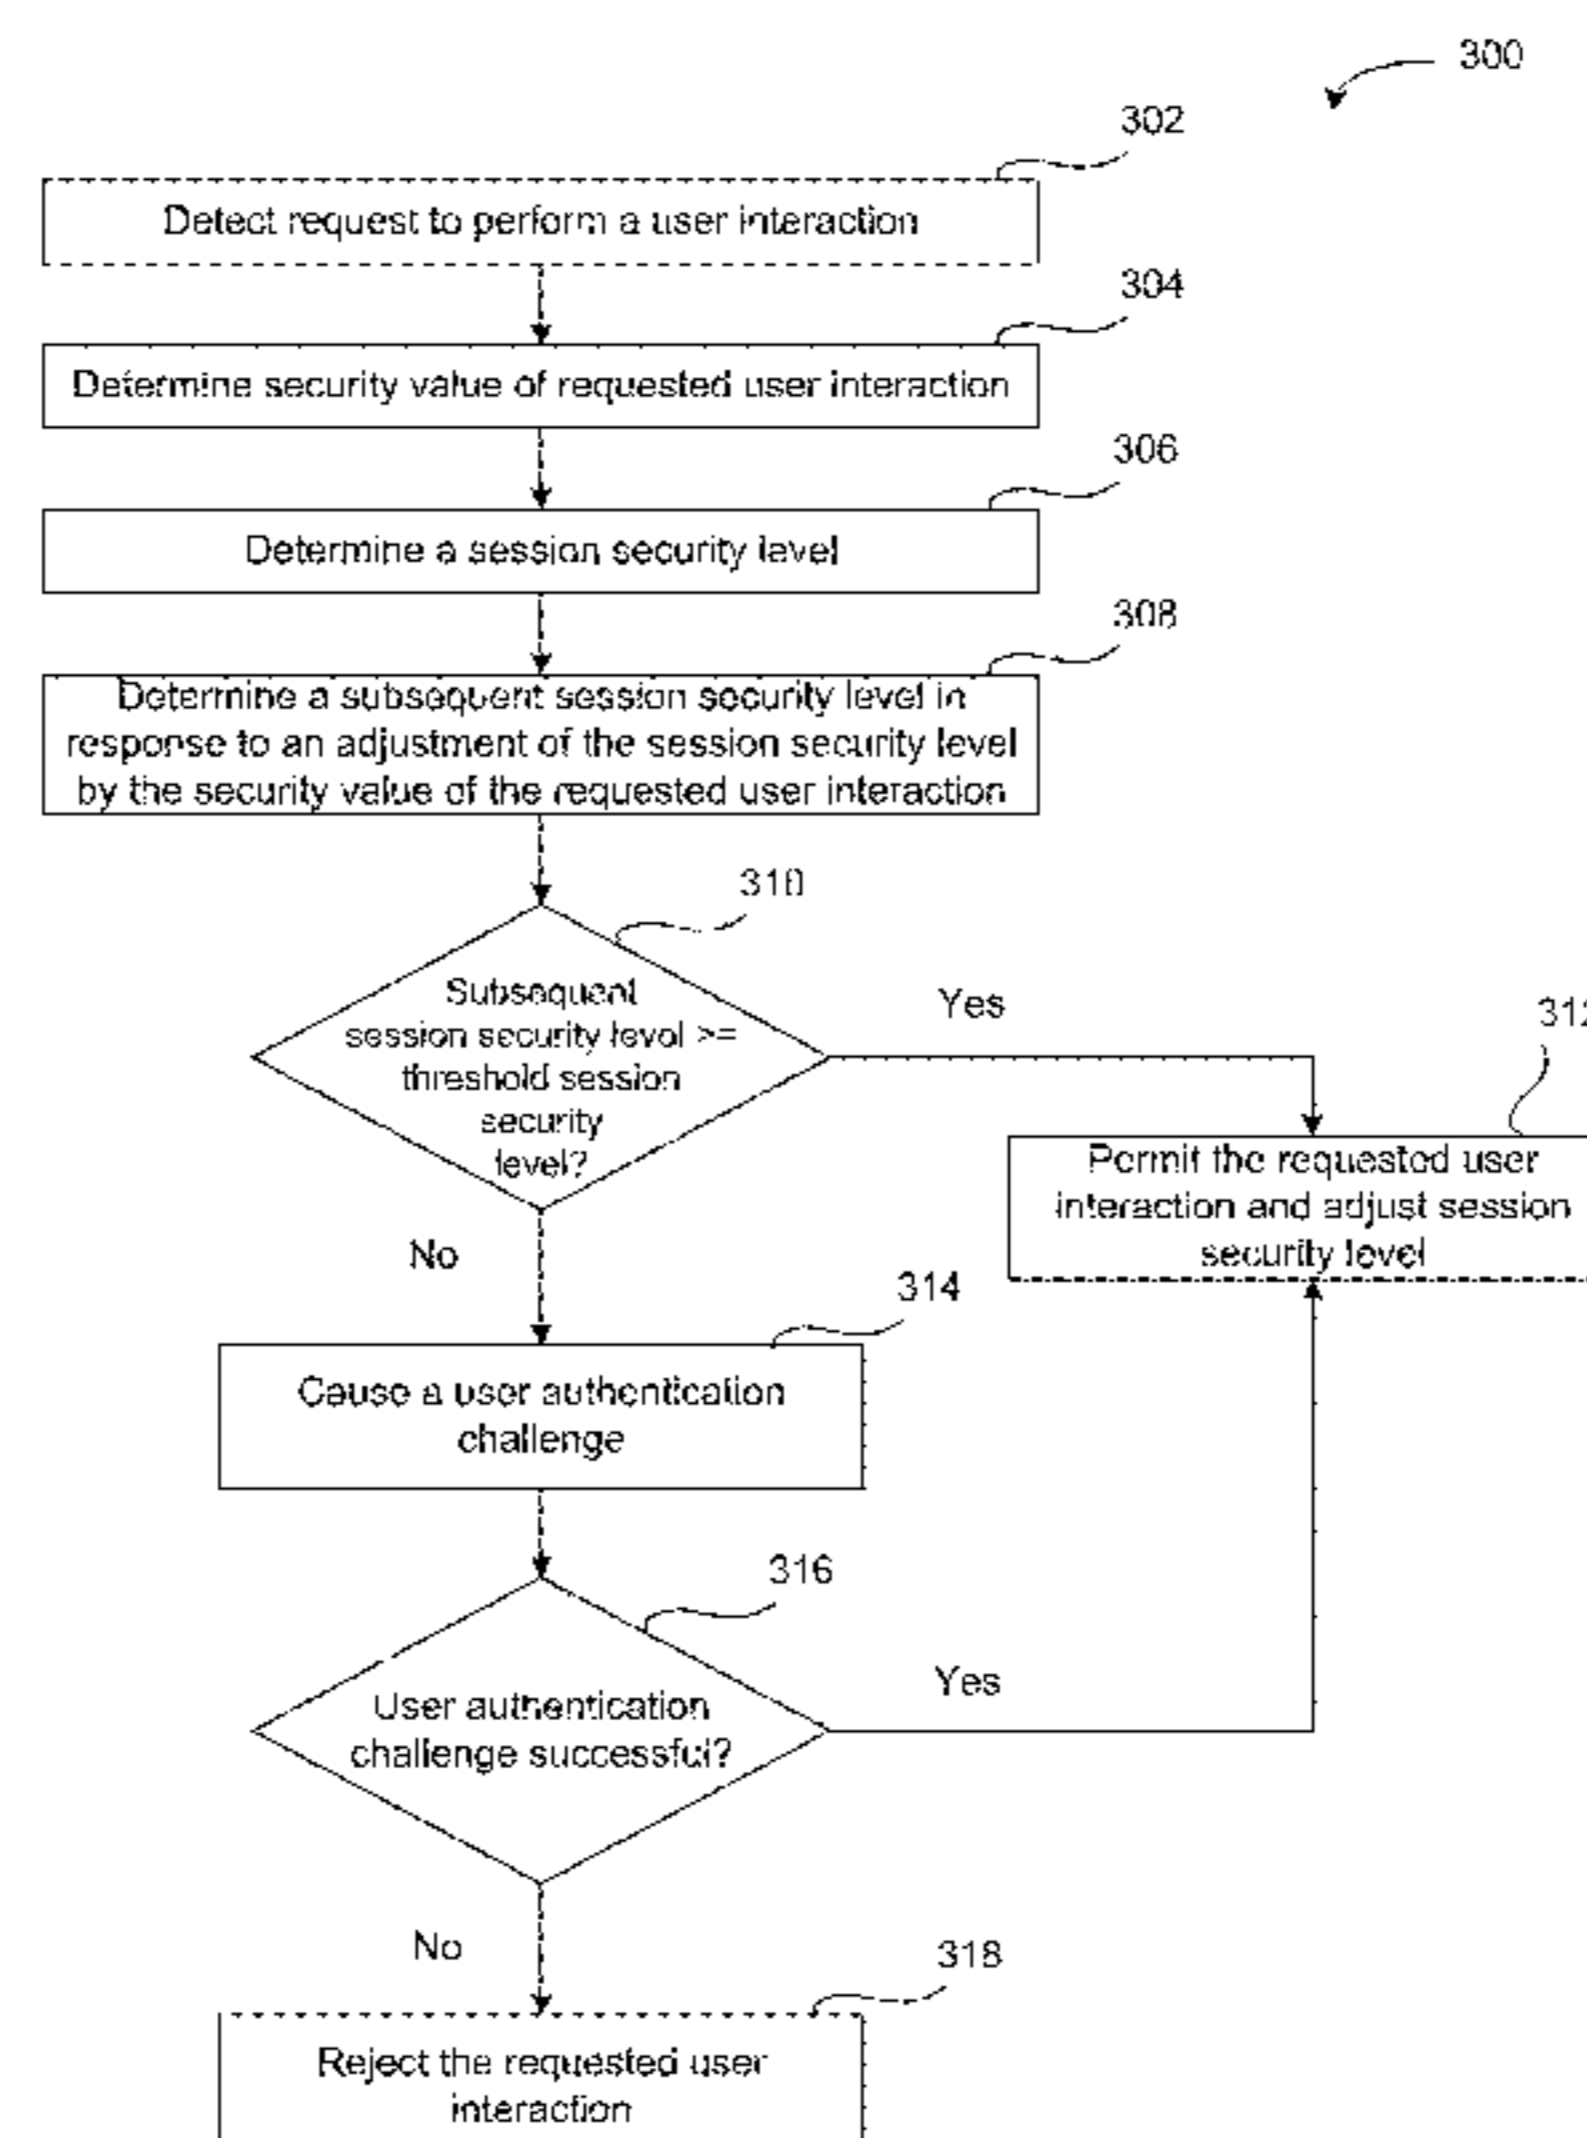 300
302
Detect request to perform a user interaction
304
Determine security value of requested user interaction
306
Determine a session security level
308
Determine a subsequent session security level in
response to an adjustment of the session security level
by the security value of the requested user interaction
310
Subsequent
session security level >=
threshold session
security
level?
Yes
312
Permit the requested user
interaction and adjust session
security level
No
314
Cause a user authentication
challenge
316
User authentication
challenge successful?
Yes
No
318
Reject the requested user
interaction